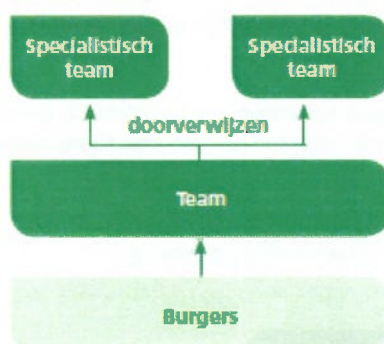 Specialistisch
team
Specialistisch
team
doorverwijzen
Team
Burgers